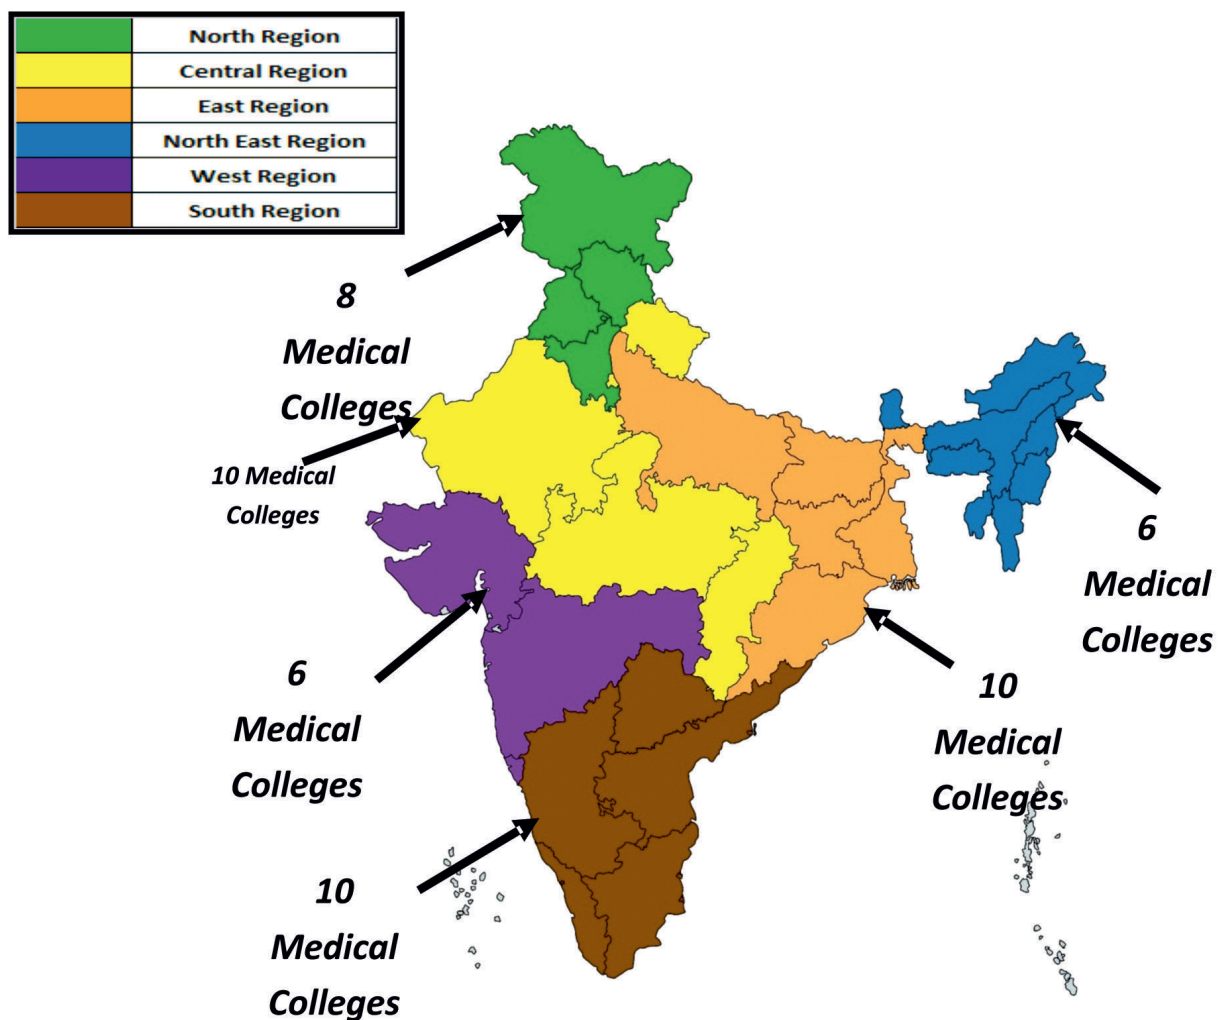 North Region
Central Region
East Region
North East Region
West Region
South Region
8
Medical
Colleges
10 Medical
Colleges
6
Medical
Colleges
6
Medical
Colleges
10
Medical
Colleges
10
Medical
Colleges